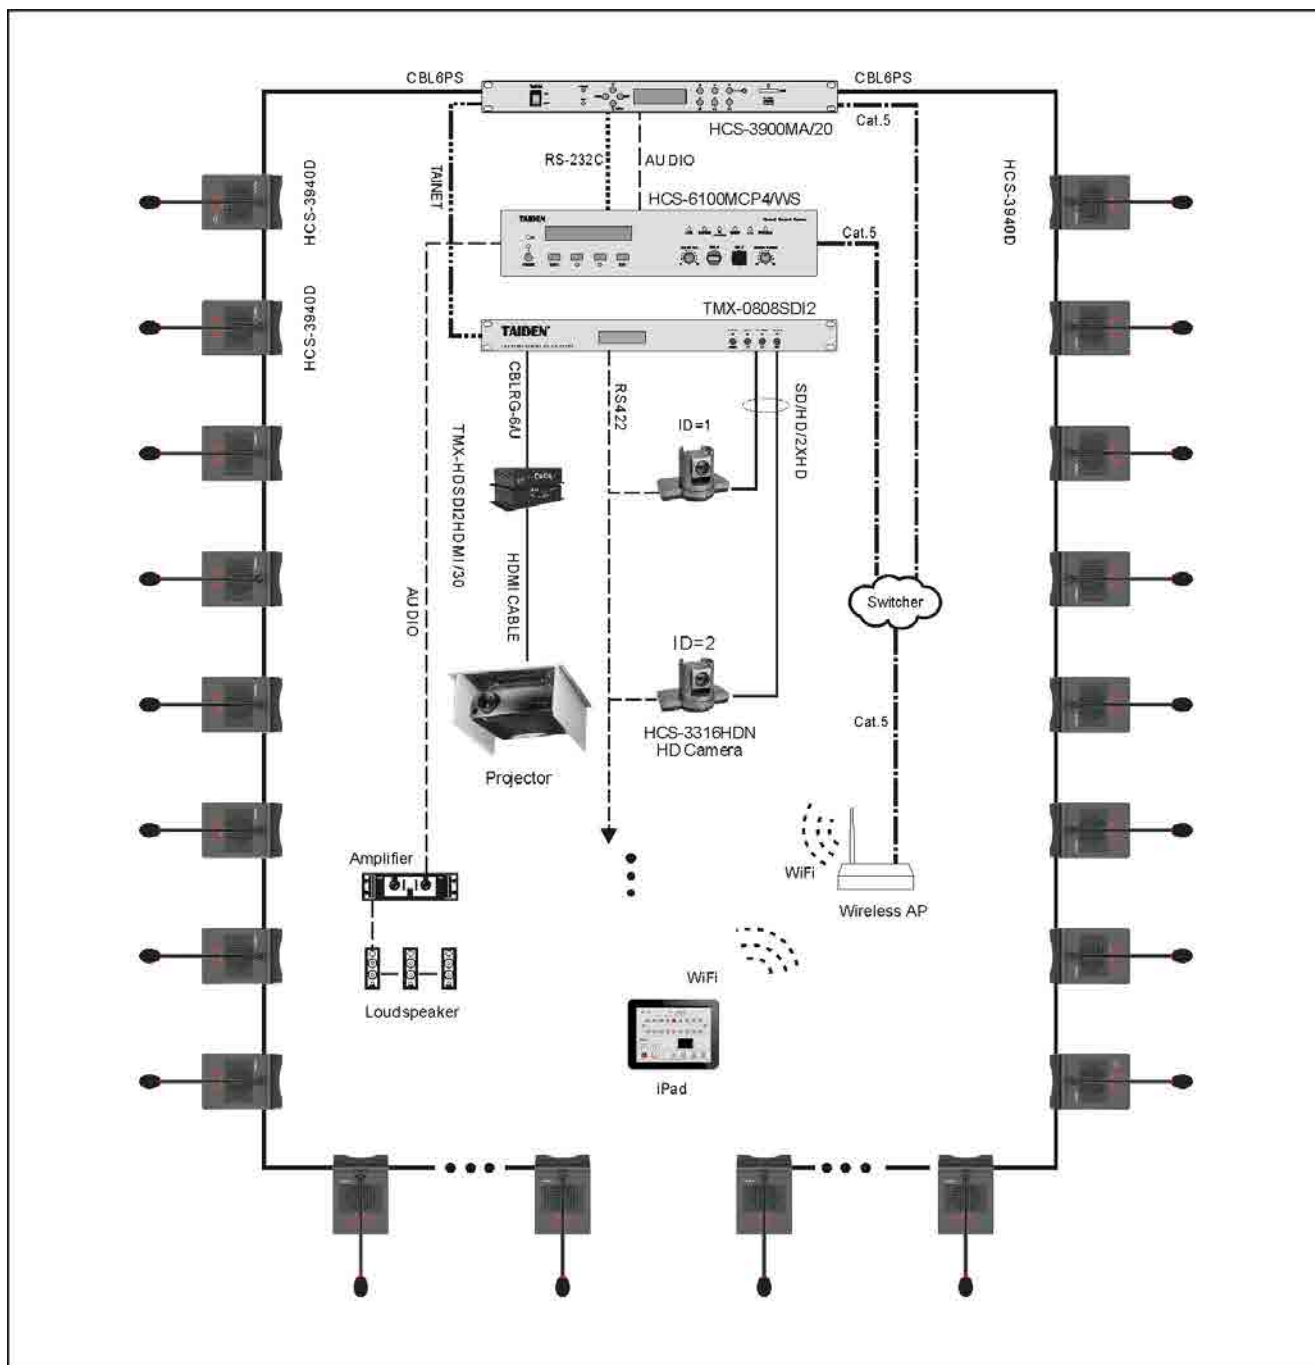 CBL6PS
CBL6PS
HCS-3900MA/20
Cat.5
TAINET
RS-232C
AUDIO
HCS-3940D
HCS-3940D
HCS-6100MCP4/WS
TAIDEN
Cat.5
HCS-3940D
TMX-0808SDI2
TAIDEN
CBLRG-6/U
RS422
SD/HD/2XHD
ID=1
TMX-HDSDI2HDMI/30
HDMI CABLE
AUDIO
Switcher
ID=2
HCS-3316HDN
HD Camera
Cat.5
Projector
Amplifier
WiFi
Wireless AP
WiFi
Loudspeaker
iPad